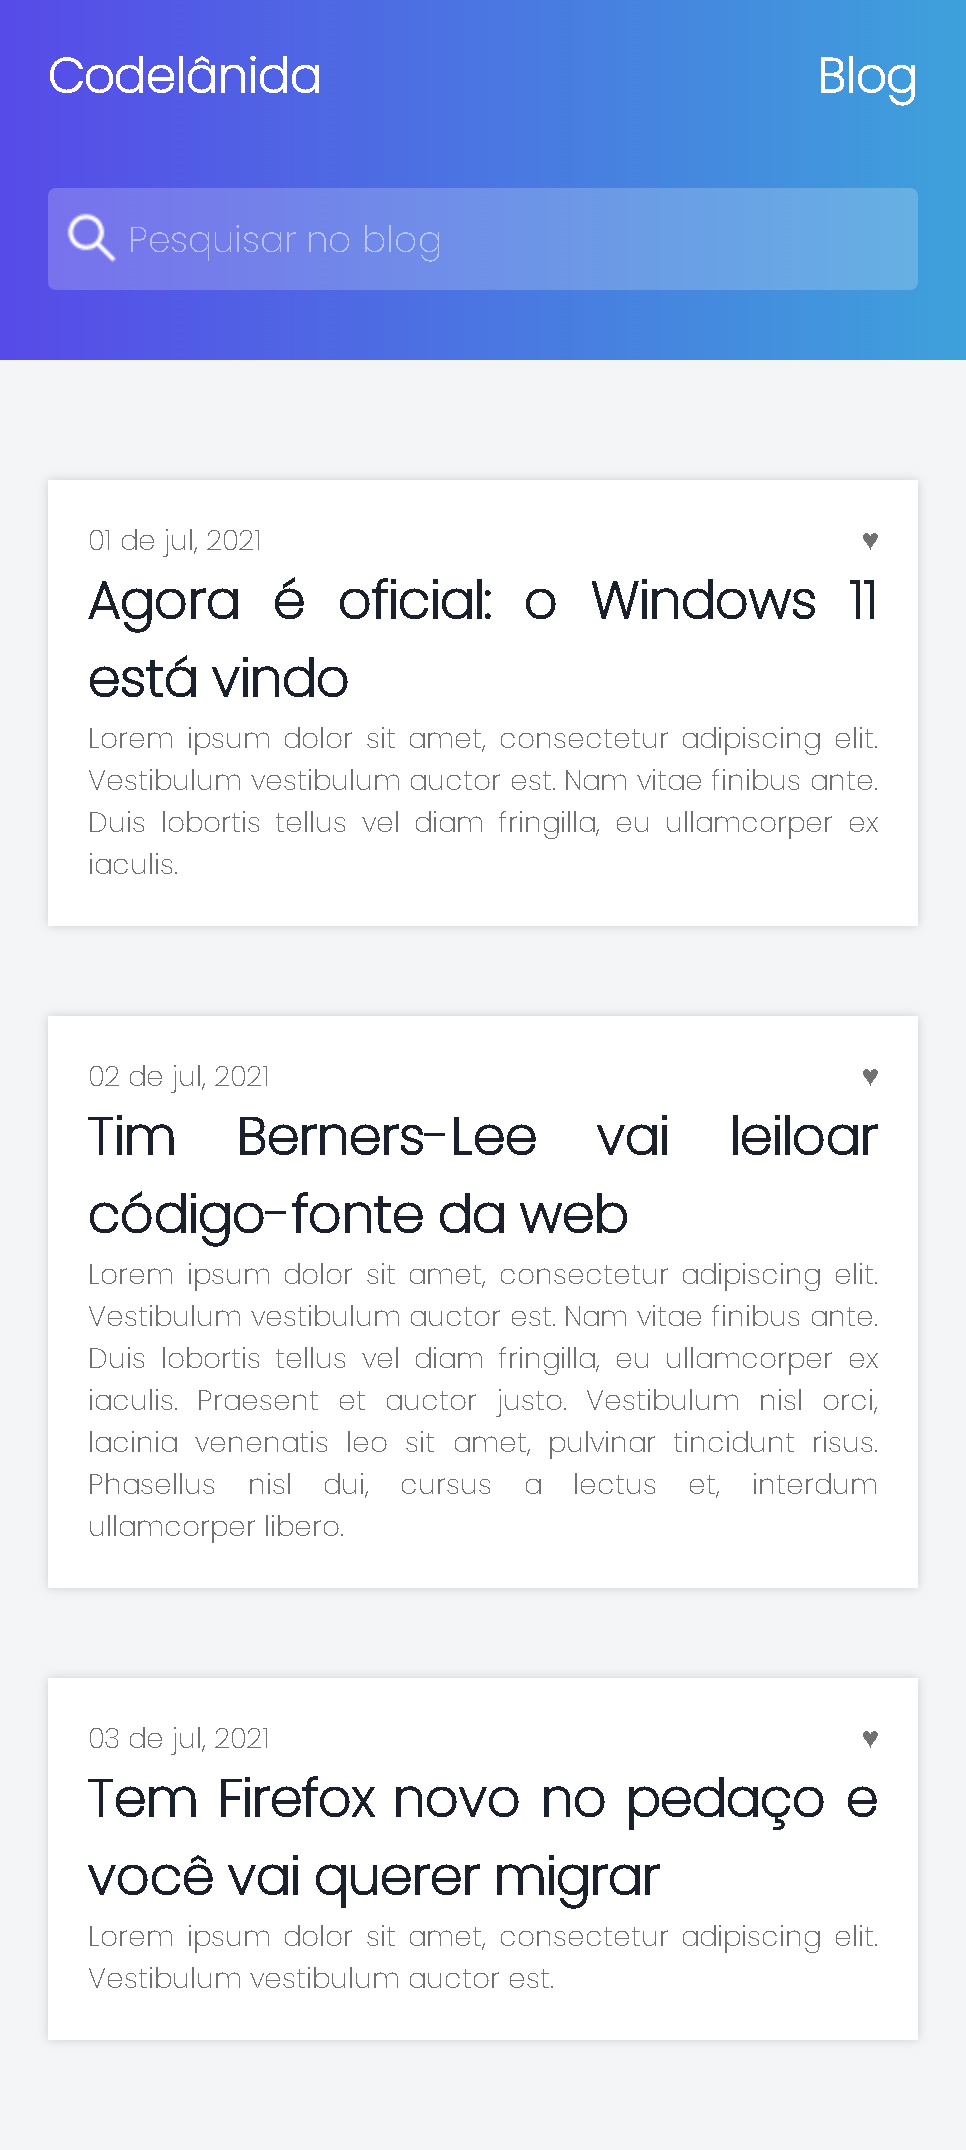 Codelânida Blog
Pesquisar no blog
01 de jul, 2021 ♥
Agora é oficial: o Windows 11
está vindo
Lorem ipsum dolor sit amet, consectetur adipiscing elit.
Vestibulum vestibulum auctor est. Nam vitae finibus ante.
Duis lobortis tellus vel diam fringilla, eu ullamcorper ex
iaculis.
02 de jul, 2021 ♥
Tim Berners-Lee vai leiloar
código-fonte da web
Lorem ipsum dolor sit amet, consectetur adipiscing elit.
Vestibulum vestibulum auctor est. Nam vitae finibus ante.
Duis lobortis tellus vel diam fringilla, eu ullamcorper ex
iaculis. Praesent et auctor justo. Vestibulum nisl orci,
lacinia venenatis leo sit amet, pulvinar tincidunt risus.
Phasellus nisl dui, cursus a lectus et, interdum
ullamcorper libero.
03 de jul, 2021 ♥
Tem Firefox novo no pedaço e
você vai querer migrar
Lorem ipsum dolor sit amet, consectetur adipiscing elit.
Vestibulum vestibulum auctor est.